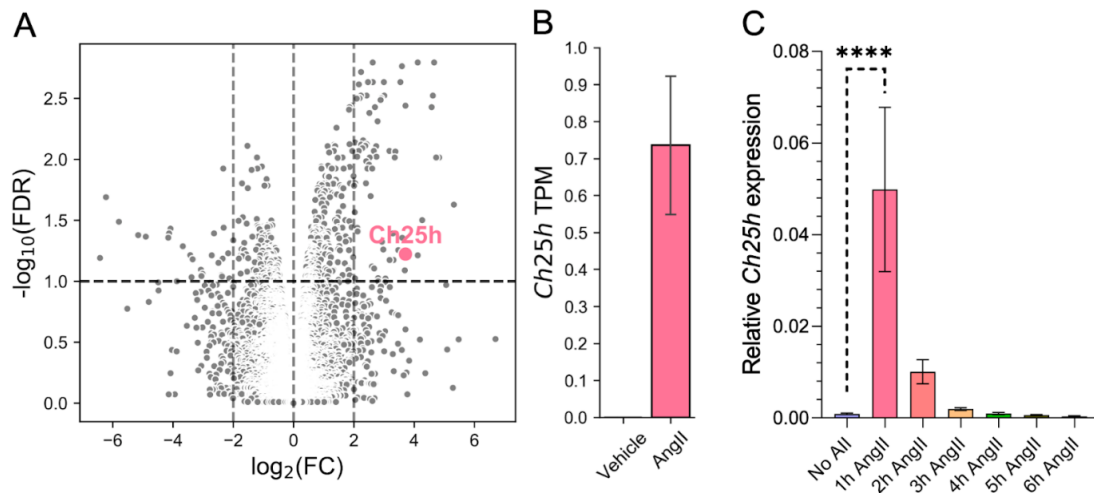 A
-log10(FDR)
2.5
2.0
1.5
1.0
0.5
0.0
Ch25h
−6
−4
−2
0
2
4
6
log2(FC)
B
Ch25h TPM
1.0
0.9
0.8
0.7
0.6
0.5
0.4
0.3
0.2
0.1
0.0
Vehicle
AngII
C
Relative Ch25h expression
0.08
0.06
0.04
0.02
0.00
****
No AII
1h AngII
2h AngII
3h AngII
4h AngII
5h AngII
6h AngII